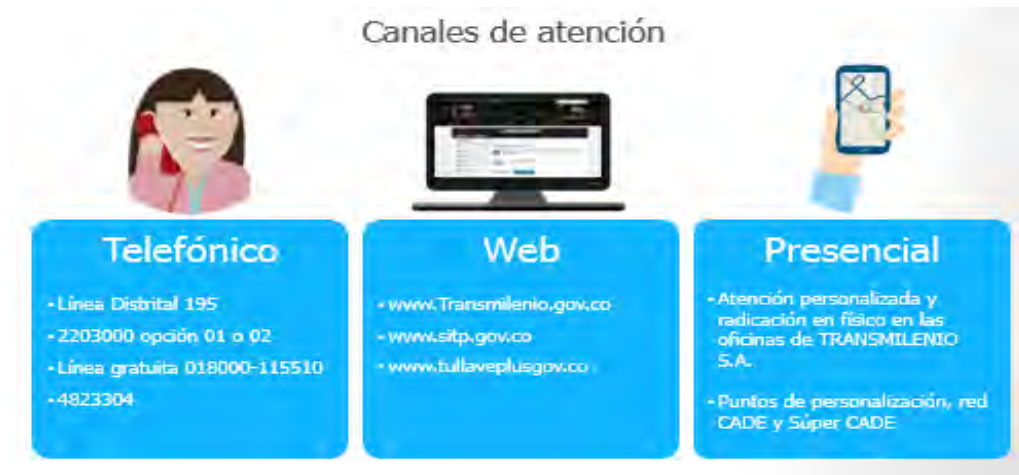 Canales de atención
Telefónico
-Línea Distrital 195
-2203000 opción 01 o 02
-Línea gratuita 018000-115510
-4823304
Web
-www.Transmilenio.gov.co
-www.sitp.gov.co
-www.tullaveplusgov.co
Presencial
-Atención personalizada y
radicación en físico en las
oficinas de TRANSMILENIO
S.A.
-Puntos de personalización, red
CADE y Súper CADE